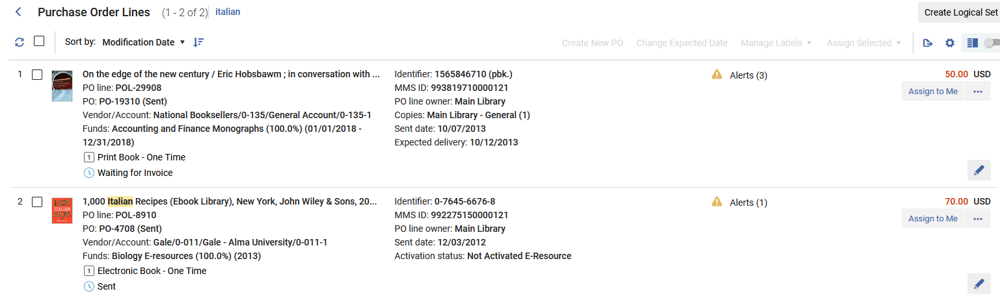 Purchase Order Lines (1 - 2 of 2) italian
Create Logical Set
Sort by: Modification Date
Create New PO Change Expected Date Manage Labels Assign Selected
1
On the edge of the new century / Eric Hobsbawm ; in conversation with ...
PO line: POL-29908
PO: PO-19310 (Sent)
Vendor/Account: National Booksellers/0-135/General Account/0-135-1
Funds: Accounting and Finance Monographs (100.0%) (01/01/2018 -
12/31/2018)
1 Print Book - One Time
Waiting for Invoice
Identifier: 1565846710 (pbk.)
MMS ID: 993819710000121
PO line owner: Main Library
Copies: Main Library - General (1)
Sent date: 10/07/2013
Expected delivery: 10/12/2013
Alerts (3)
50.00 USD
Assign to Me
2
1,000 Italian Recipes (Ebook Library), New York, John Wiley & Sons, 20...
PO line: POL-8910
PO: PO-4708 (Sent)
Vendor/Account: Gale/0-011/Gale - Alma University/0-011-1
Funds: Biology E-resources (100.0%) (2013)
1 Electronic Book - One Time
Sent
1000
ITALIAN
Identifier: 0-7645-6676-8
MMS ID: 992275150000121
PO line owner: Main Library
Sent date: 12/03/2012
Activation status: Not Activated E-Resource
Alerts (1)
70.00 USD
Assign to Me